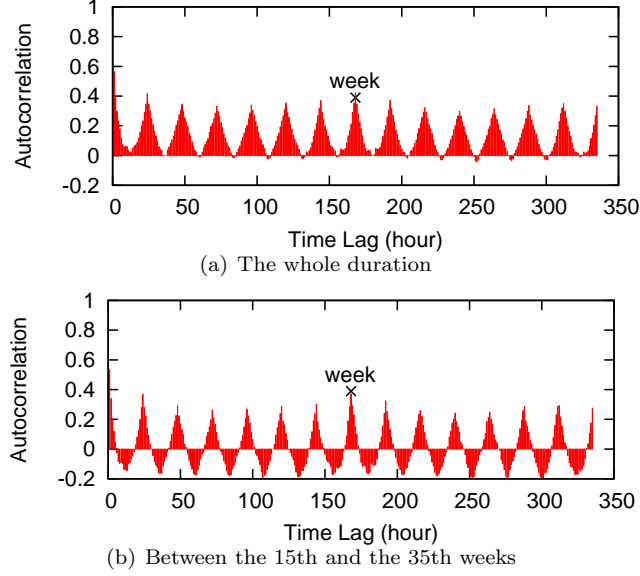 1
0.8
0.6
0.4
0.2
0
-0.2
Autocorrelation
week
0 50 100 150 200 250 300 350
Time Lag (hour)
(a) The whole duration
1
0.8
0.6
0.4
0.2
0
-0.2
Autocorrelation
week
0 50 100 150 200 250 300 350
Time Lag (hour)
(b) Between the 15th and the 35th weeks